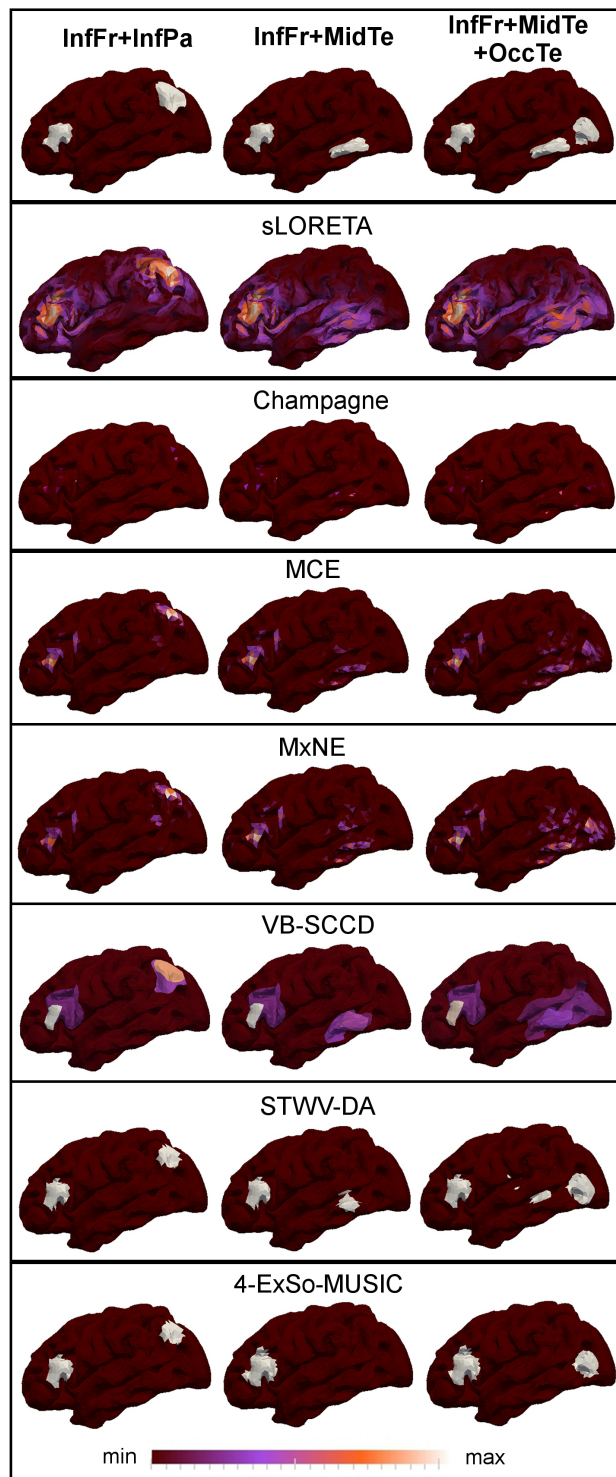 InfFr+InfPa InfFr+MidTe InfFr+MidTe
+OccTe
sLORETA
Champagne
MCE
MxNE
VB-SCCD
STWV-DA
4-ExSo-MUSIC
min max